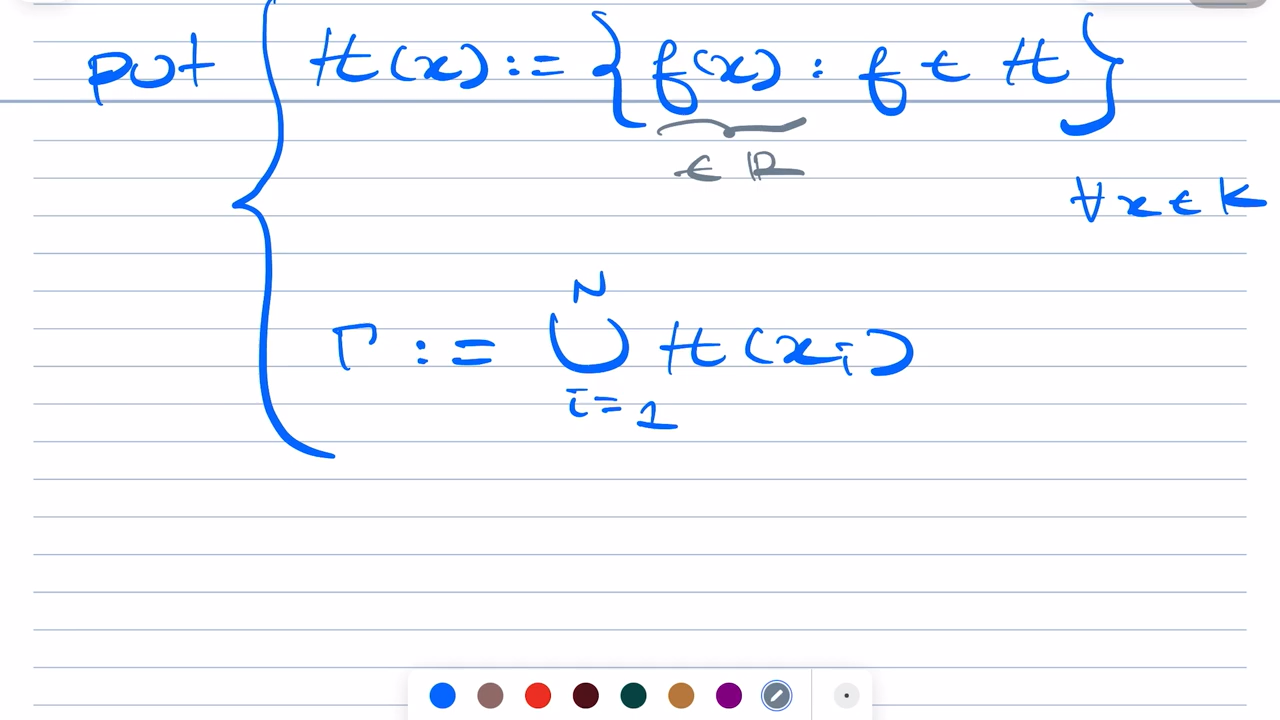 put { ℋ(x) := { f(x) : f ∈ ℋ }
∈ ℝ
∀ x ∈ K
Γ := ⋃_{i=1}^{N} ℋ(x_i)